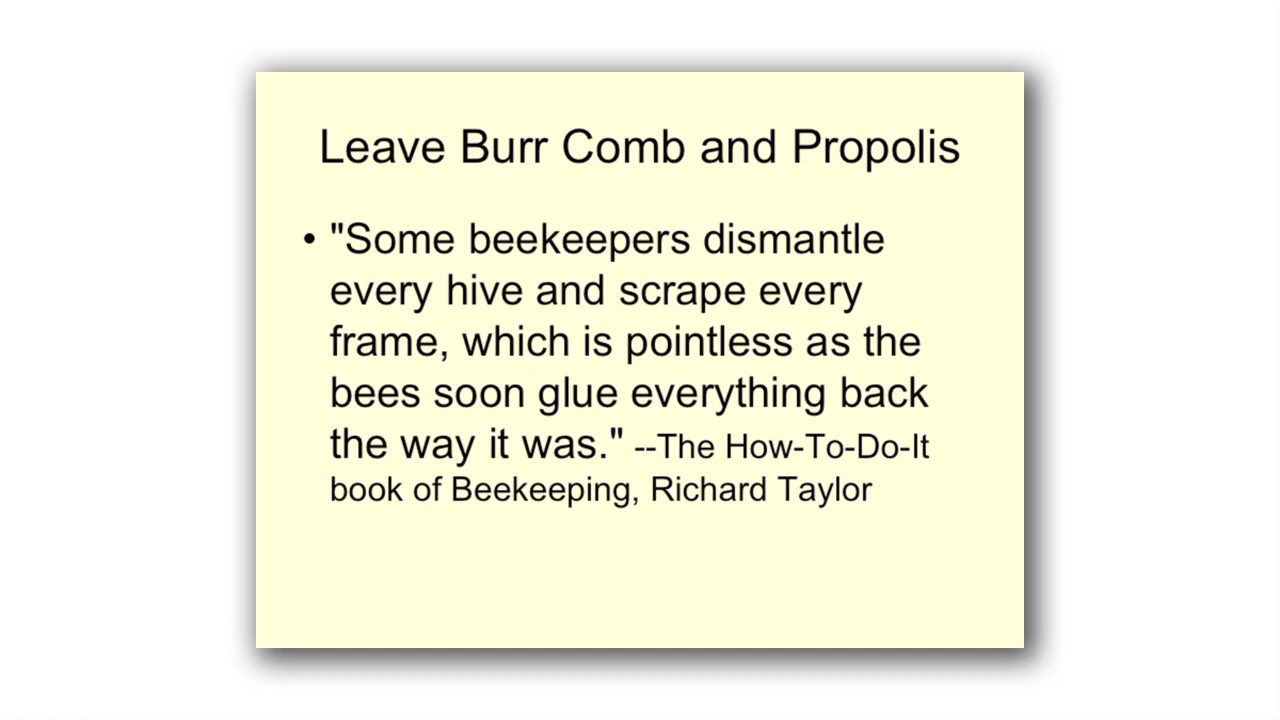 Leave Burr Comb and Propolis
• "Some beekeepers dismantle
every hive and scrape every
frame, which is pointless as the
bees soon glue everything back
the way it was." --The How-To-Do-It
book of Beekeeping, Richard Taylor